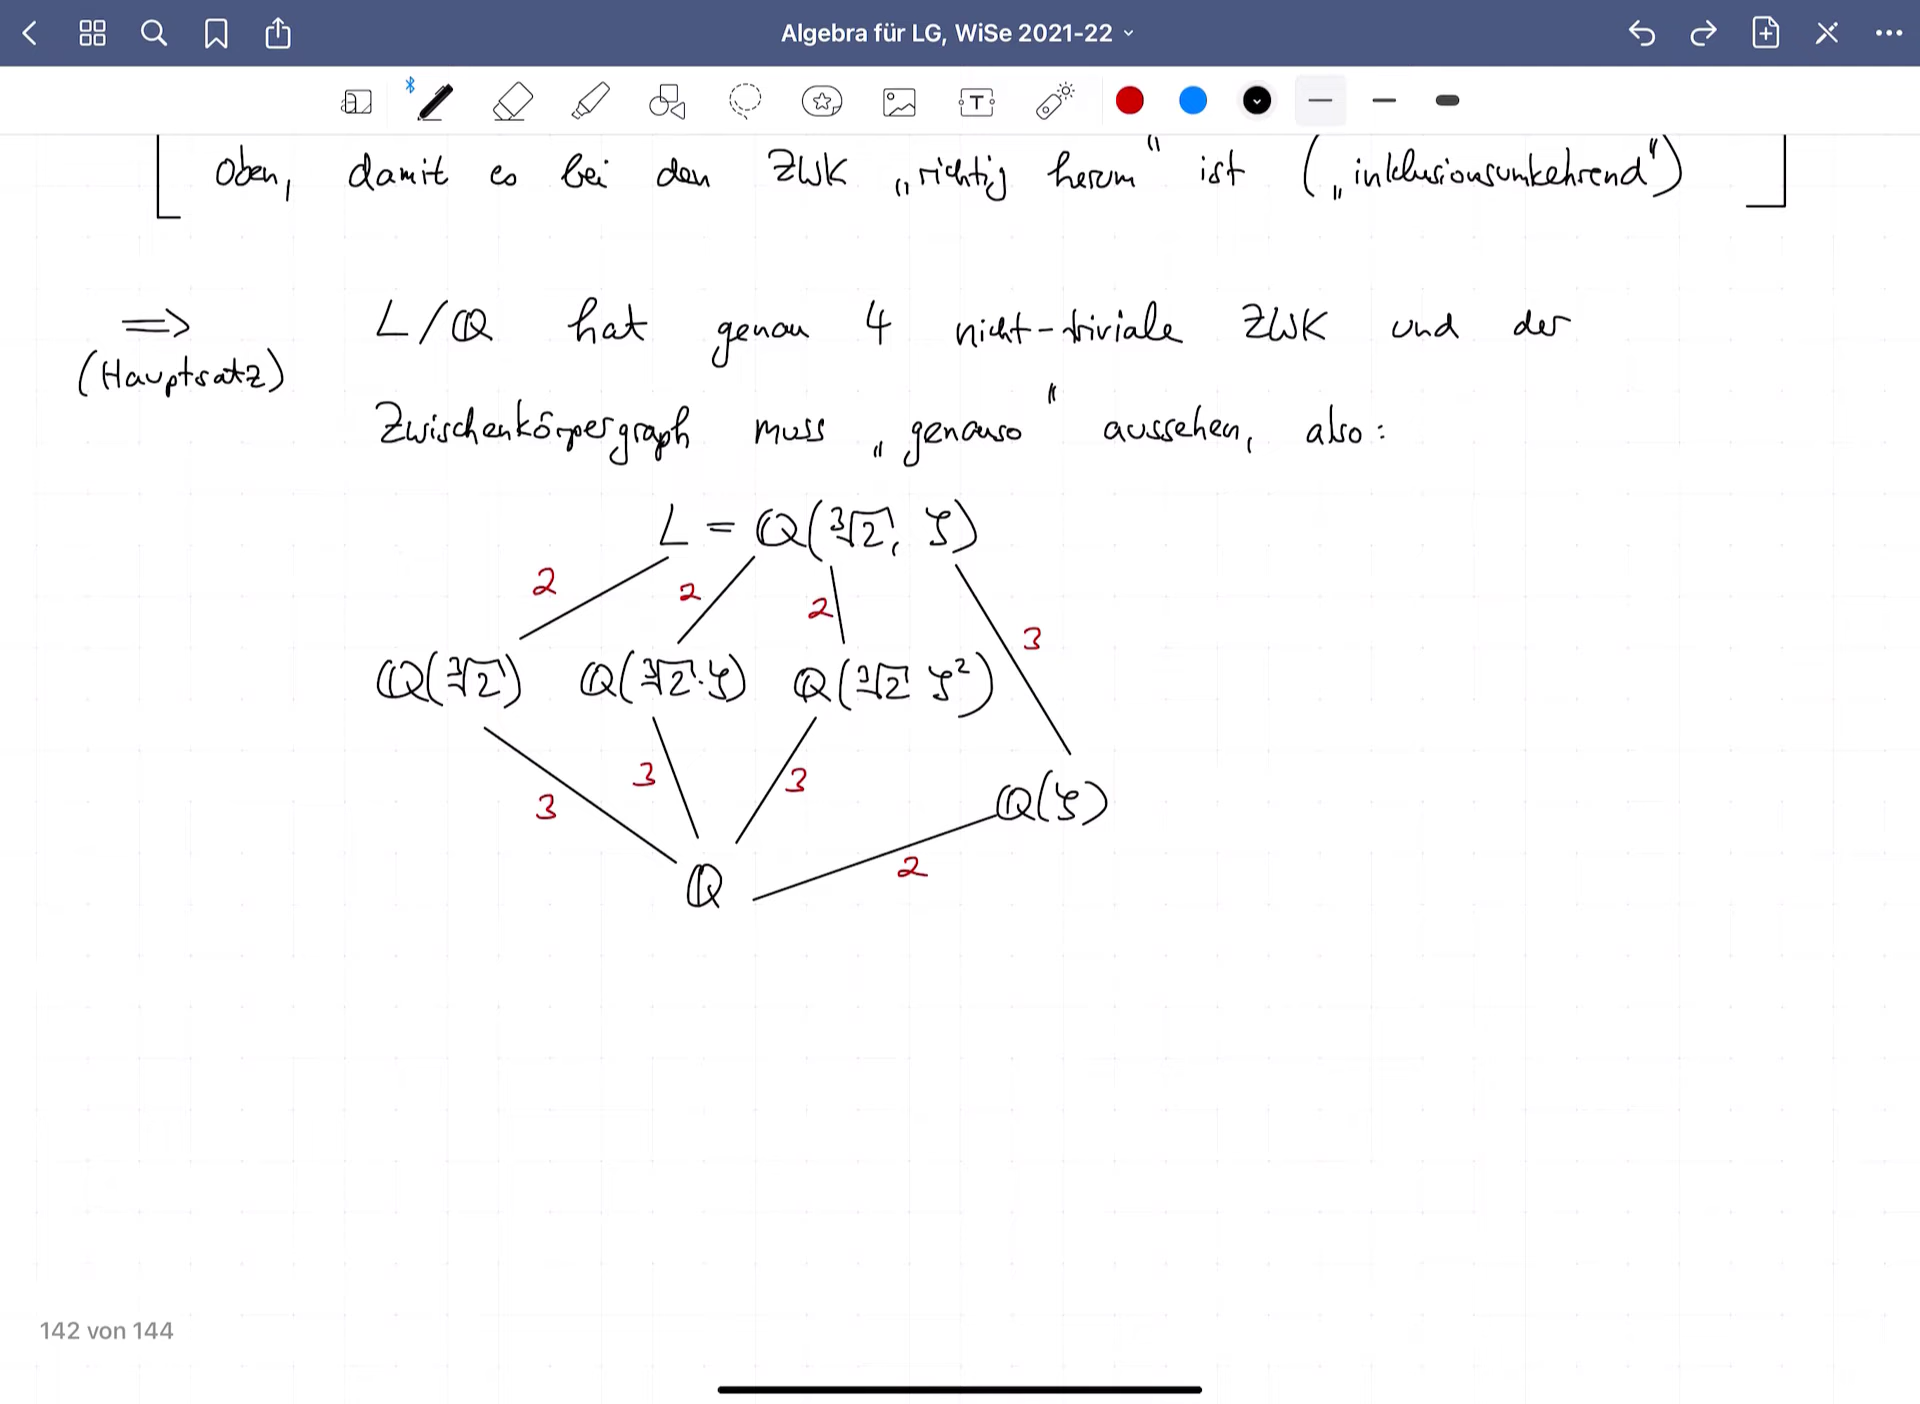 Algebra für LG, WiSe 2021-22
oben, damit es bei den ZWK „richtig herum" ist („inklusionsumkehrend")
=> L/ℚ hat genau 4 nicht-triviale ZWK und der
(Hauptsatz)
Zwischenkörpergraph muss „genauso" aussehen, also:
L = ℚ(∛2, ζ)
2 2 2 3
ℚ(∛2) ℚ(∛2·ζ) ℚ(∛2 ζ²)
3 3 3
ℚ(ζ)
2
ℚ
142 von 144